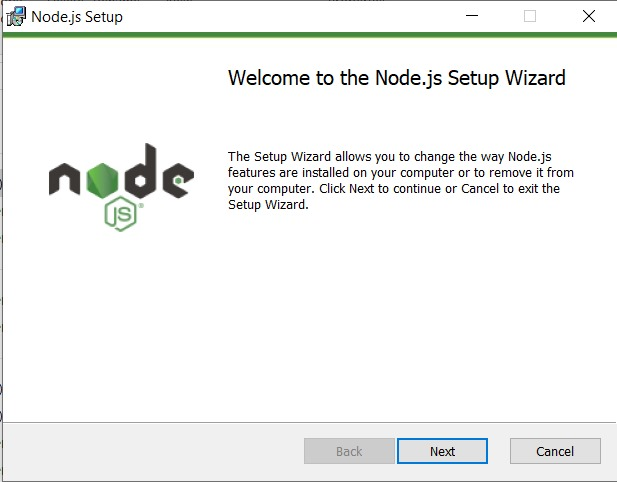 Node.js Setup
Welcome to the Node.js Setup Wizard
node
JS
The Setup Wizard allows you to change the way Node.js
features are installed on your computer or to remove it from
your computer. Click Next to continue or Cancel to exit the
Setup Wizard.
Back
Next
Cancel